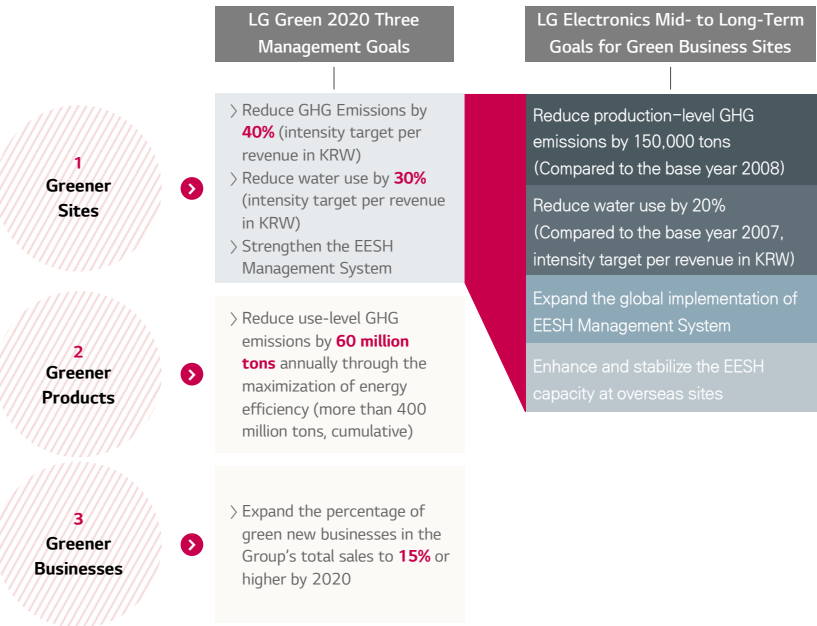 LG Green 2020 Three
Management Goals
LG Electronics Mid- to Long-Term
Goals for Green Business Sites
1
Greener
Sites
〉Reduce GHG Emissions by
40% (intensity target per
revenue in KRW)
〉Reduce water use by 30%
(intensity target per revenue
in KRW)
〉Strengthen the EESH
Management System
Reduce production-level GHG
emissions by 150,000 tons
(Compared to the base year 2008)
Reduce water use by 20%
(Compared to the base year 2007,
intensity target per revenue in KRW)
Expand the global implementation of
EESH Management System
Enhance and stabilize the EESH
capacity at overseas sites
2
Greener
Products
〉Reduce use-level GHG
emissions by 60 million
tons annually through the
maximization of energy
efficiency (more than 400
million tons, cumulative)
3
Greener
Businesses
〉Expand the percentage of
green new businesses in the
Group's total sales to 15% or
higher by 2020